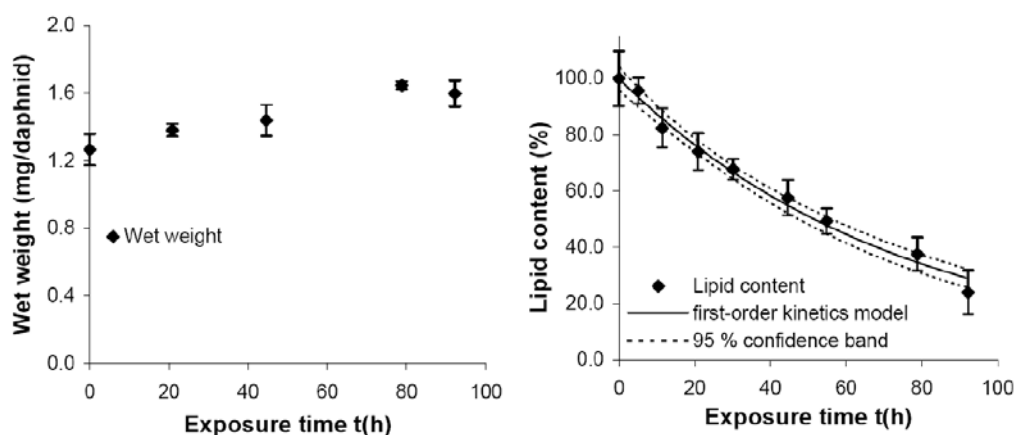 Wet weight (mg/daphnid)
2.0
1.6
1.2
0.8
0.4
0.0
Wet weight
0 20 40 60 80 100
Exposure time t(h)
Lipid content (%)
100.0
80.0
60.0
40.0
20.0
0.0
Lipid content
first-order kinetics model
95 % confidence band
0 20 40 60 80 100
Exposure time t(h)